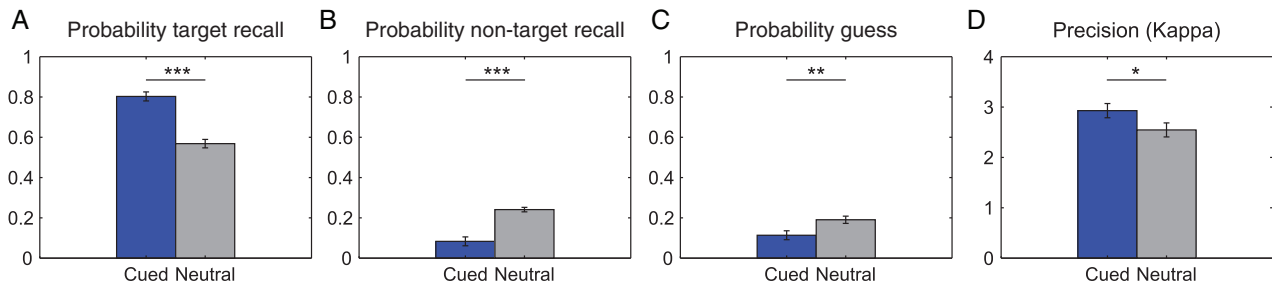 A
Probability target recall
1
0.8
0.6
0.4
0.2
0
***
Cued Neutral
B
Probability non-target recall
1
0.8
0.6
0.4
0.2
0
***
Cued Neutral
C
Probability guess
1
0.8
0.6
0.4
0.2
0
**
Cued Neutral
D
Precision (Kappa)
4
3
2
1
0
*
Cued Neutral